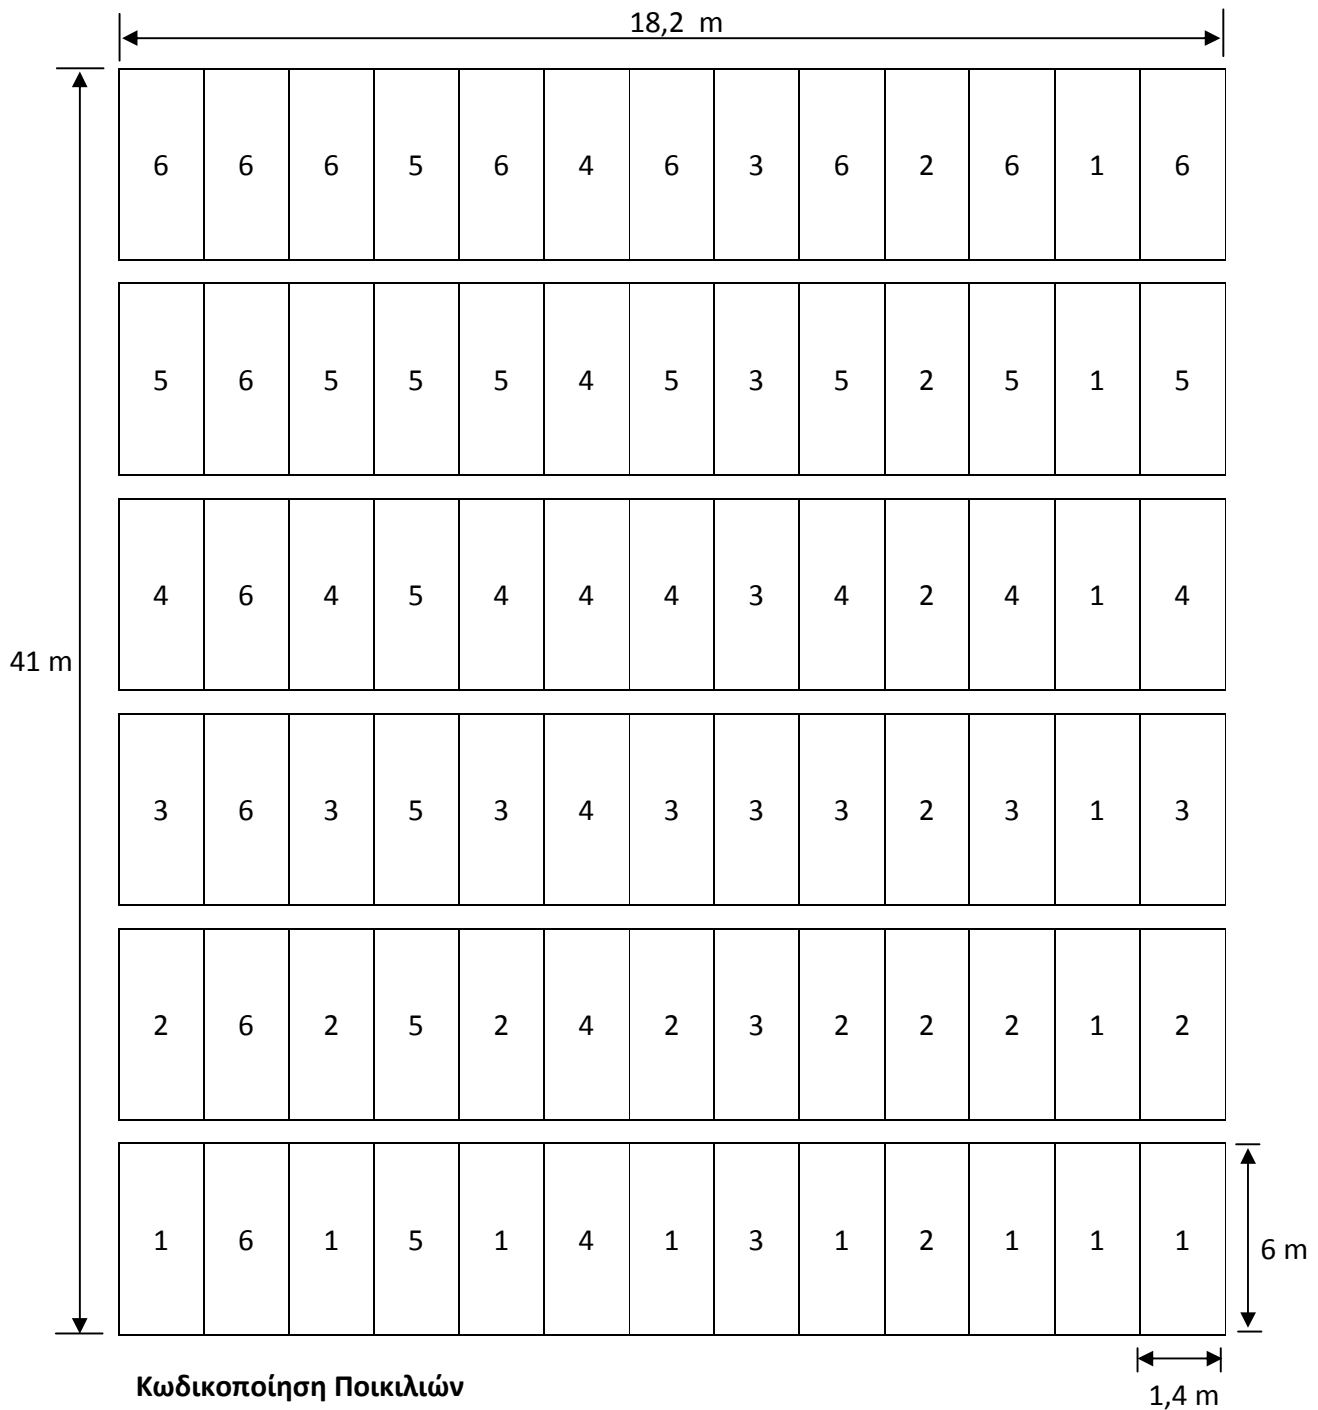 18,2 m
6 6 6 5 6 4 6 3 6 2 6 1 6
5 6 5 5 5 4 5 3 5 2 5 1 5
4 6 4 5 4 4 4 3 4 2 4 1 4
41 m
3 6 3 5 3 4 3 3 3 2 3 1 3
2 6 2 5 2 4 2 3 2 2 2 1 2
1 6 1 5 1 4 1 3 1 2 1 1 1
6 m
Κωδικοποίηση Ποικιλιών
1,4 m